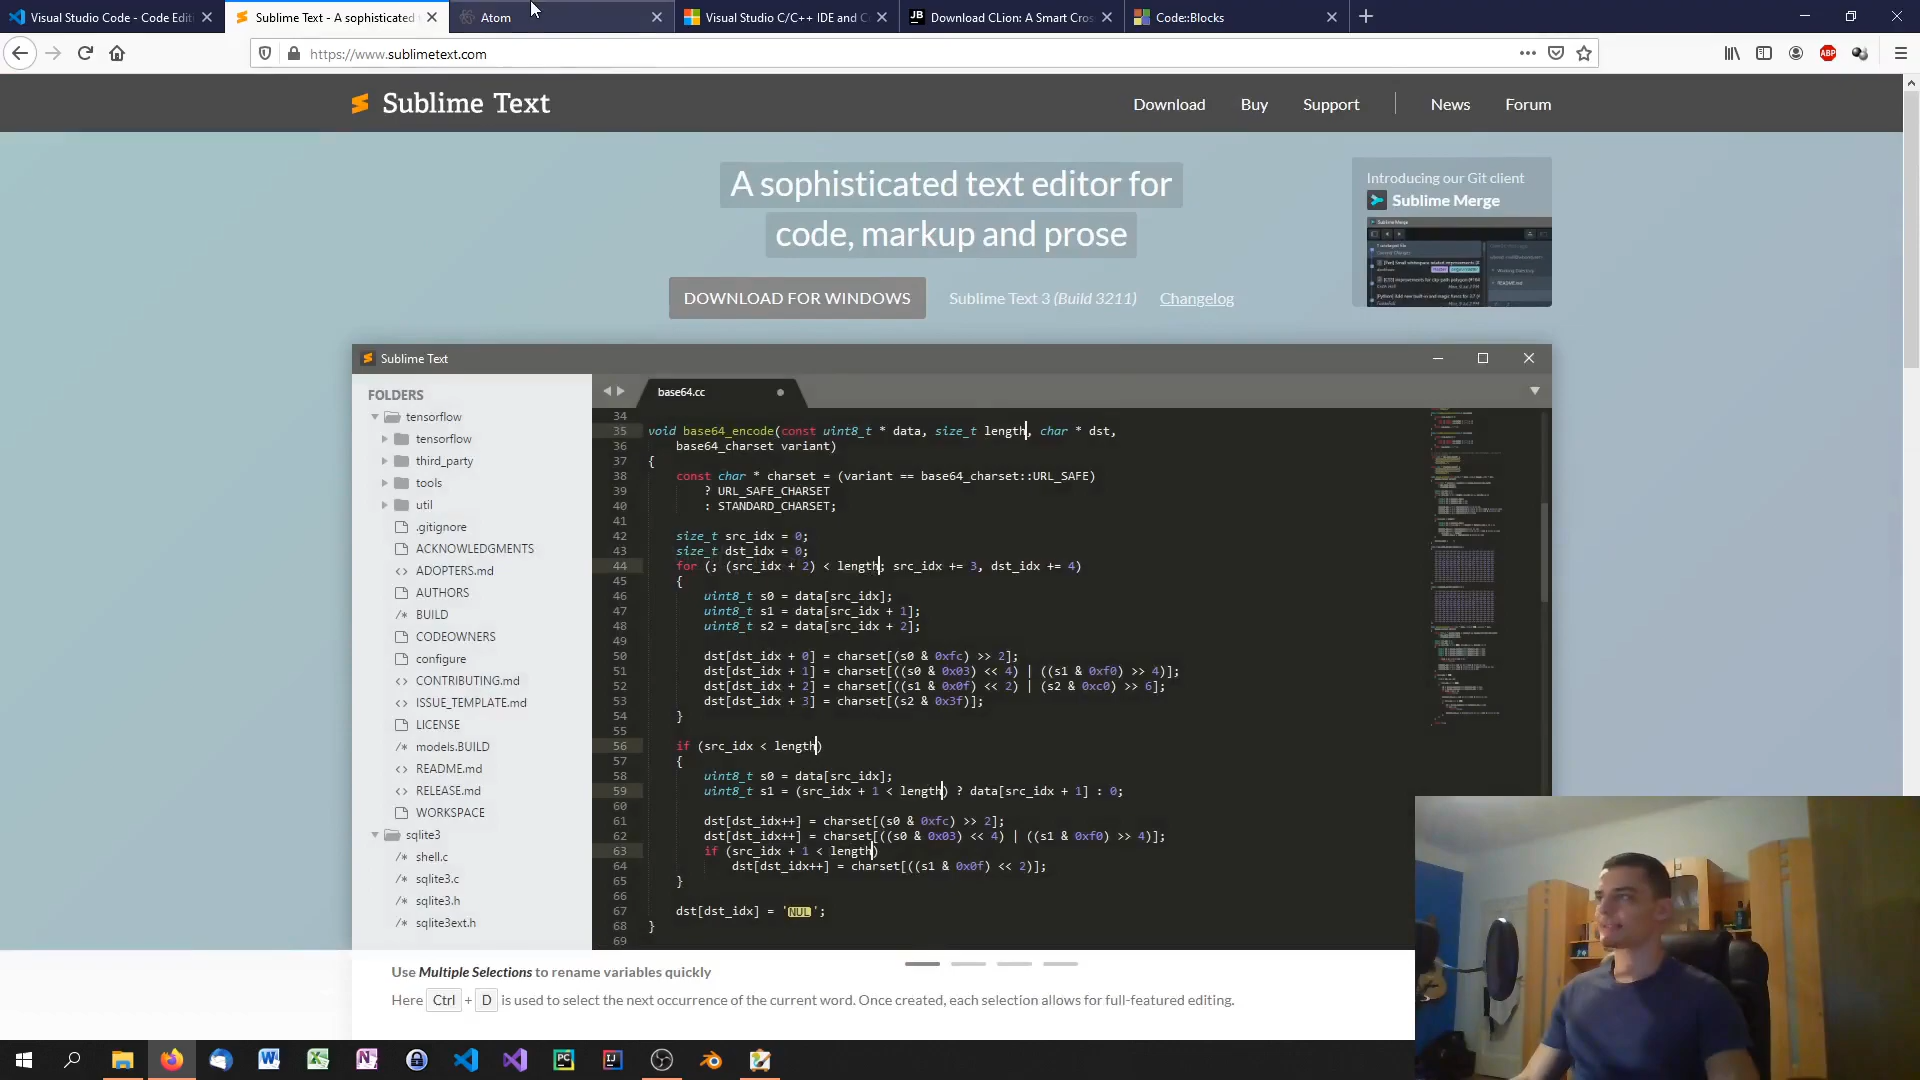 Visual Studio Code - Code Edit
Sublime Text - A sophisticated
Atom
Visual Studio C/C++ IDE and C
Download CLion: A Smart Cros
Code::Blocks
https://www.sublimetext.com
ABP
Sublime Text
Download
Buy
Support
News
Forum
A sophisticated text editor for
code, markup and prose
Introducing our Git client
Sublime Merge
DOWNLOAD FOR WINDOWS
Sublime Text 3 (Build 3211)
Changelog
Sublime Text
FOLDERS
tensorflow
tensorflow
third_party
tools
util
.gitignore
ACKNOWLEDGMENTS
ADOPTERS.md
AUTHORS
/* BUILD
CODEOWNERS
configure
<> CONTRIBUTING.md
<> ISSUE_TEMPLATE.md
LICENSE
<> models.BUILD
<> README.md
<> RELEASE.md
<> WORKSPACE
sqlite3
/* shell.c
/* sqlite3.c
/* sqlite3.h
/* sqlite3ext.h
base64.cc
34
35 void base64_encode(const uint8_t * data, size_t length, char * dst,
36 base64_charset variant)
37 {
38 const char * charset = (variant == base64_charset::URL_SAFE)
39 ? URL_SAFE_CHARSET
40 : STANDARD_CHARSET;
41
42 size_t src_idx = 0;
43 size_t dst_idx = 0;
44 for (; (src_idx + 2) < length; src_idx += 3, dst_idx += 4)
45 {
46 uint8_t s0 = data[src_idx];
47 uint8_t s1 = data[src_idx + 1];
48 uint8_t s2 = data[src_idx + 2];
49
50 dst[dst_idx + 0] = charset[(s0 & 0xfc) >> 2];
51 dst[dst_idx + 1] = charset[((s0 & 0x03) << 4) | ((s1 & 0xf0) >> 4)];
52 dst[dst_idx + 2] = charset[((s1 & 0x0f) << 2) | (s2 & 0xc0) >> 6];
53 dst[dst_idx + 3] = charset[(s2 & 0x3f)];
54 }
55
56 if (src_idx < length)
57 {
58 uint8_t s0 = data[src_idx];
59 uint8_t s1 = (src_idx + 1 < length) ? data[src_idx + 1] : 0;
60
61 dst[dst_idx++] = charset[(s0 & 0xfc) >> 2];
62 dst[dst_idx++] = charset[((s0 & 0x03) << 4) | ((s1 & 0xf0) >> 4)];
63 if (src_idx + 1 < length)
64 dst[dst_idx++] = charset[((s1 & 0x0f) << 2)];
65 }
66
67 dst[dst_idx] = 'NUL';
68 }
69
Use Multiple Selections to rename variables quickly
Here Ctrl + D is used to select the next occurrence of the current word. Once created, each selection allows for full-featured editing.